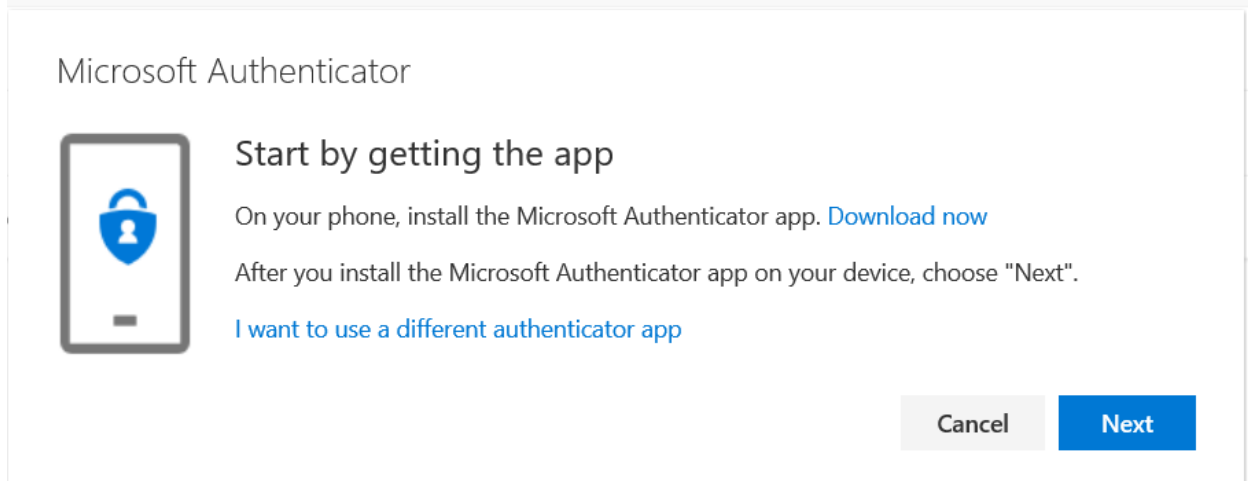 Microsoft Authenticator
Start by getting the app
On your phone, install the Microsoft Authenticator app. Download now
After you install the Microsoft Authenticator app on your device, choose "Next".
I want to use a different authenticator app
Cancel
Next